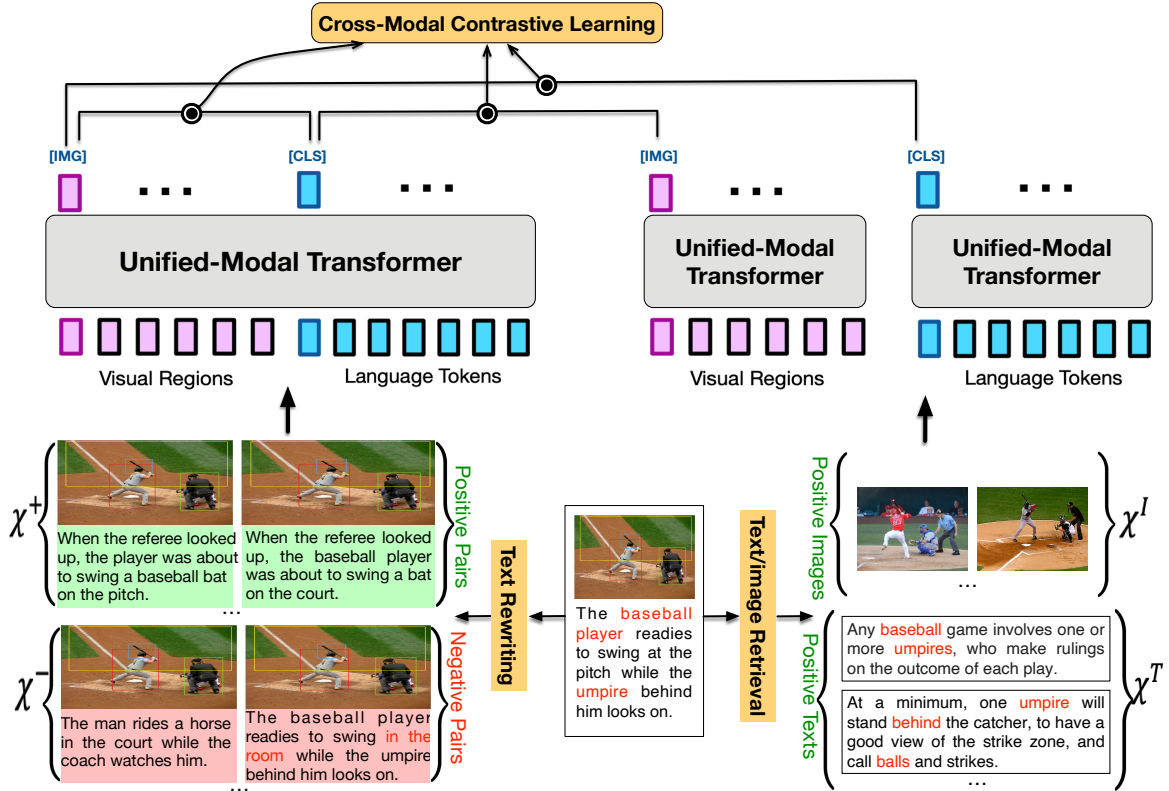 Cross-Modal Contrastive Learning
[IMG]
[CLS]
[IMG]
[CLS]
...
...
...
...
Unified-Modal Transformer
Unified-Modal
Transformer
Unified-Modal
Transformer
Visual Regions
Language Tokens
Visual Regions
Language Tokens
χ+
When the referee looked
up, the player was about
to swing a baseball bat
on the pitch.
When the referee looked
up, the baseball player
was about to swing a bat
on the court.
...
Positive Pairs
χ−
The man rides a horse
in the court while the
coach watches him.
The baseball player
readies to swing in the
room while the umpire
behind him looks on.
...
Negative Pairs
Text Rewriting
The baseball
player readies
to swing at the
pitch while the
umpire behind
him looks on.
Text/image Retrieval
Positive Images
...
χI
Positive Texts
Any baseball game involves one or
more umpires, who make rulings
on the outcome of each play.
At a minimum, one umpire will
stand behind the catcher, to have a
good view of the strike zone, and
call balls and strikes.
...
χT